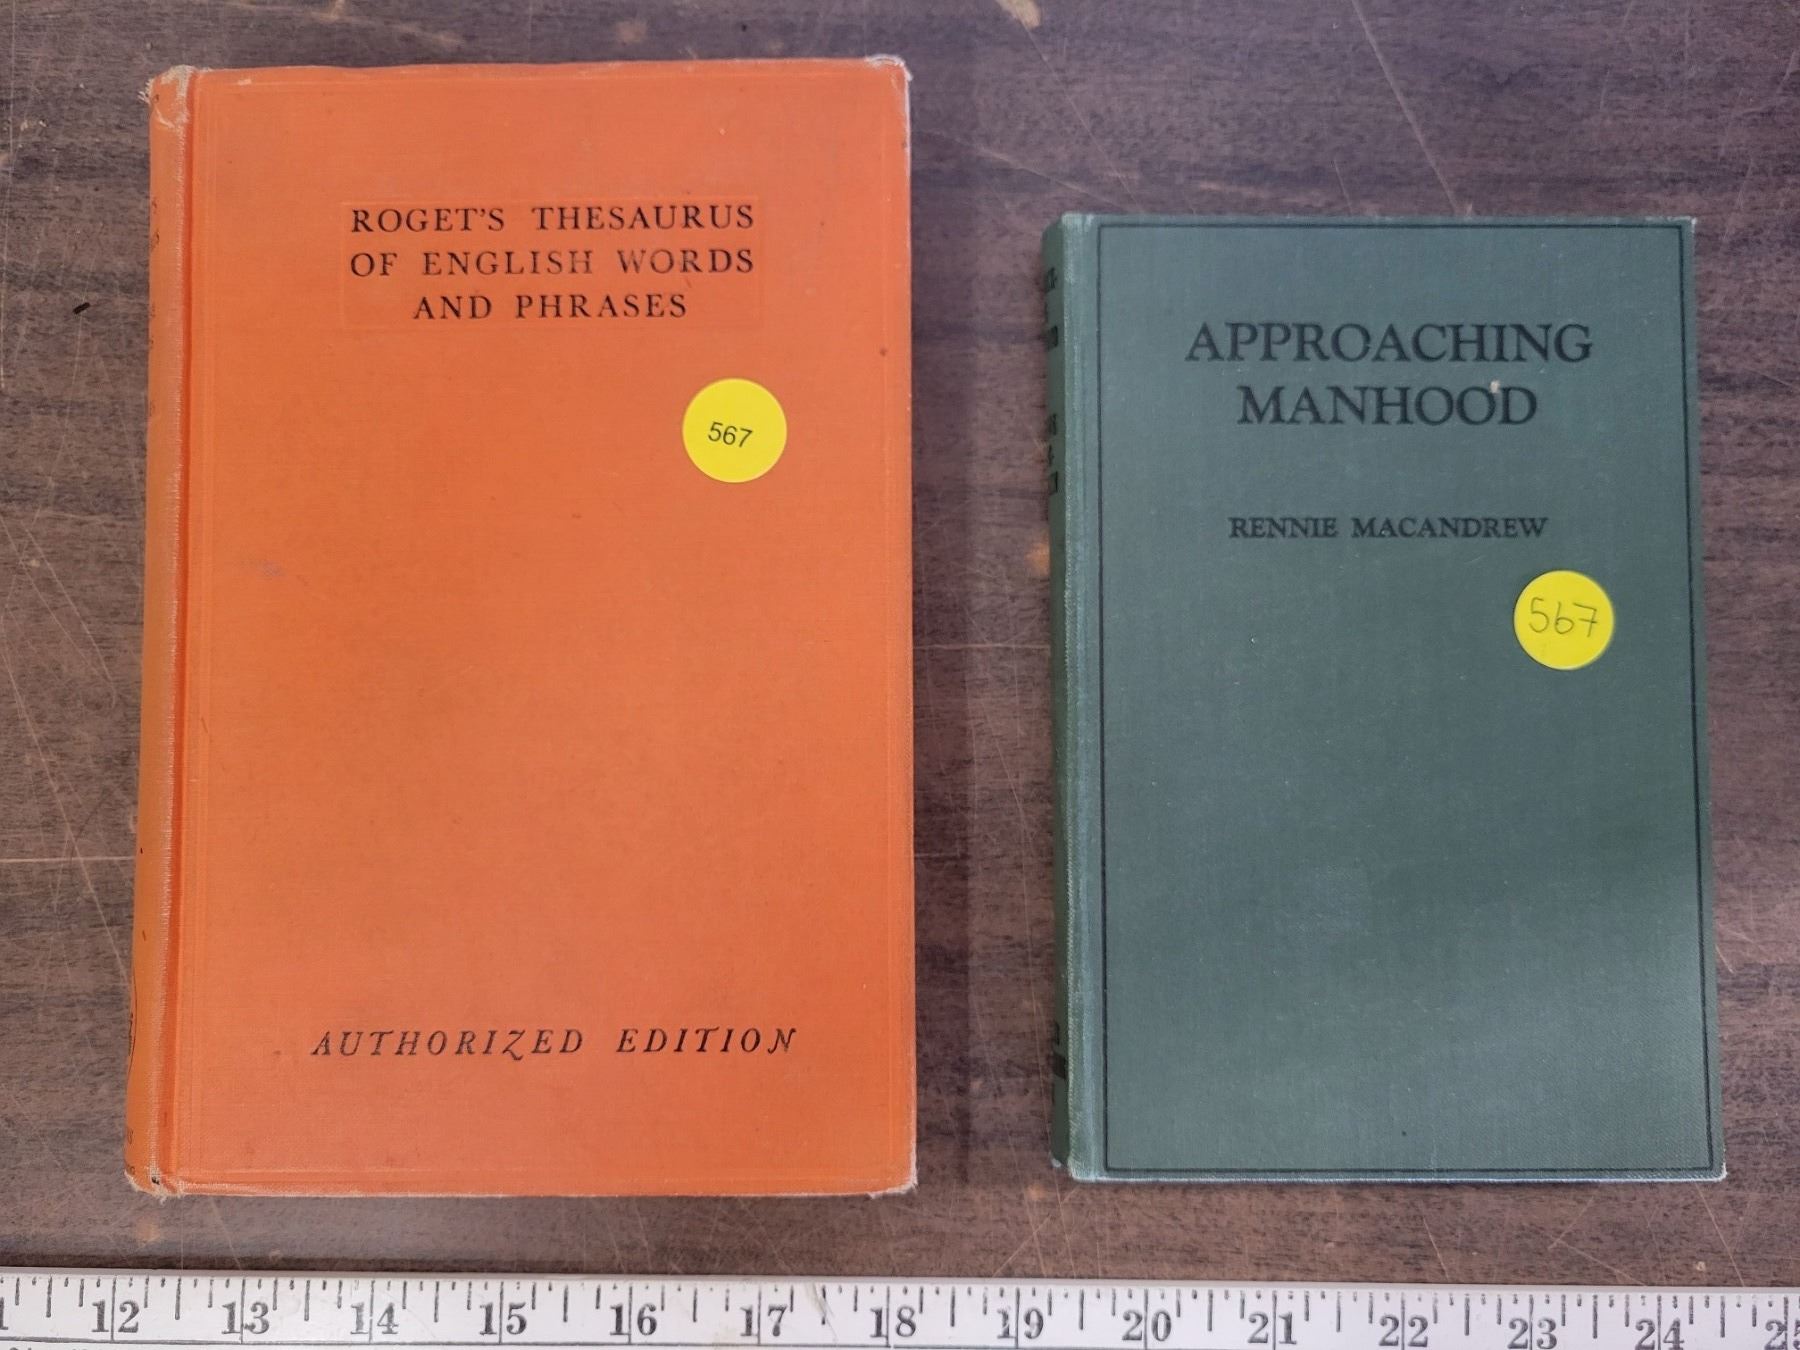 ROGET'S THESAURUS
OF ENGLISH WORDS
AND PHRASES
567
AUTHORIZED EDITION
APPROACHING
MANHOOD
RENNIE MACANDREW
567
12 13 14 15 16 17 18 19 20 21 22 23 24